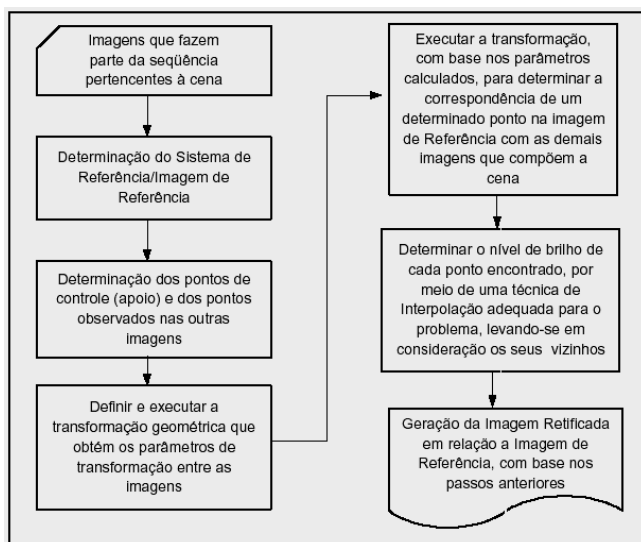 Imagens que fazem
parte da seqüência
pertencentes à cena
Determinação do Sistema de
Referência/Imagem de
Referência
Determinação dos pontos de
controle (apoio) e dos pontos
observados nas outras
imagens
Definir e executar a
transformação geométrica que
obtém os parâmetros de
transformação entre as
imagens
Executar a transformação,
com base nos parâmetros
calculados, para determinar a
correspondência de um
determinado ponto na imagem
de Referência com as demais
imagens que compõem a
cena
Determinar o nível de brilho de
cada ponto encontrado, por
meio de uma técnica de
Interpolação adequada para o
problema, levando-se em
consideração os seus vizinhos
Geração da Imagem Retificada
em relação a Imagem de
Referência, com base nos
passos anteriores